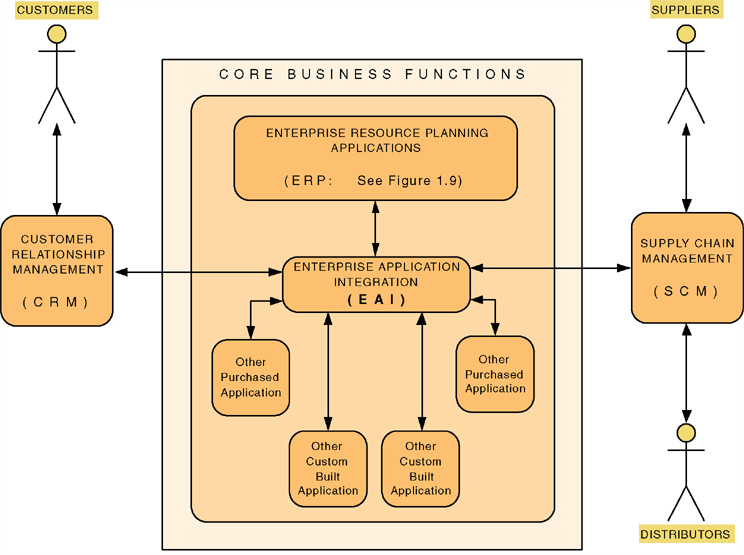 CUSTOMERS
SUPPLIERS
CORE BUSINESS FUNCTIONS
ENTERPRISE RESOURCE PLANNING
APPLICATIONS
(ERP: See Figure 1.9)
CUSTOMER
RELATIONSHIP
MANAGEMENT
(CRM)
ENTERPRISE APPLICATION
INTEGRATION
(EAI)
SUPPLY CHAIN
MANAGEMENT
(SCM)
Other
Purchased
Application
Other
Purchased
Application
Other
Custom
Built
Application
Other
Custom
Built
Application
DISTRIBUTORS